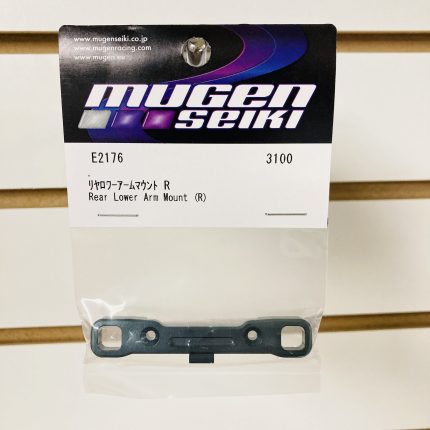 www.mugenseiki.co.jp
www.mugenracing.com
www.mugen.eu
MUGEN
SEIKI
E2176 3100
リヤロワーアームマウント R
Rear Lower Arm Mount (R)